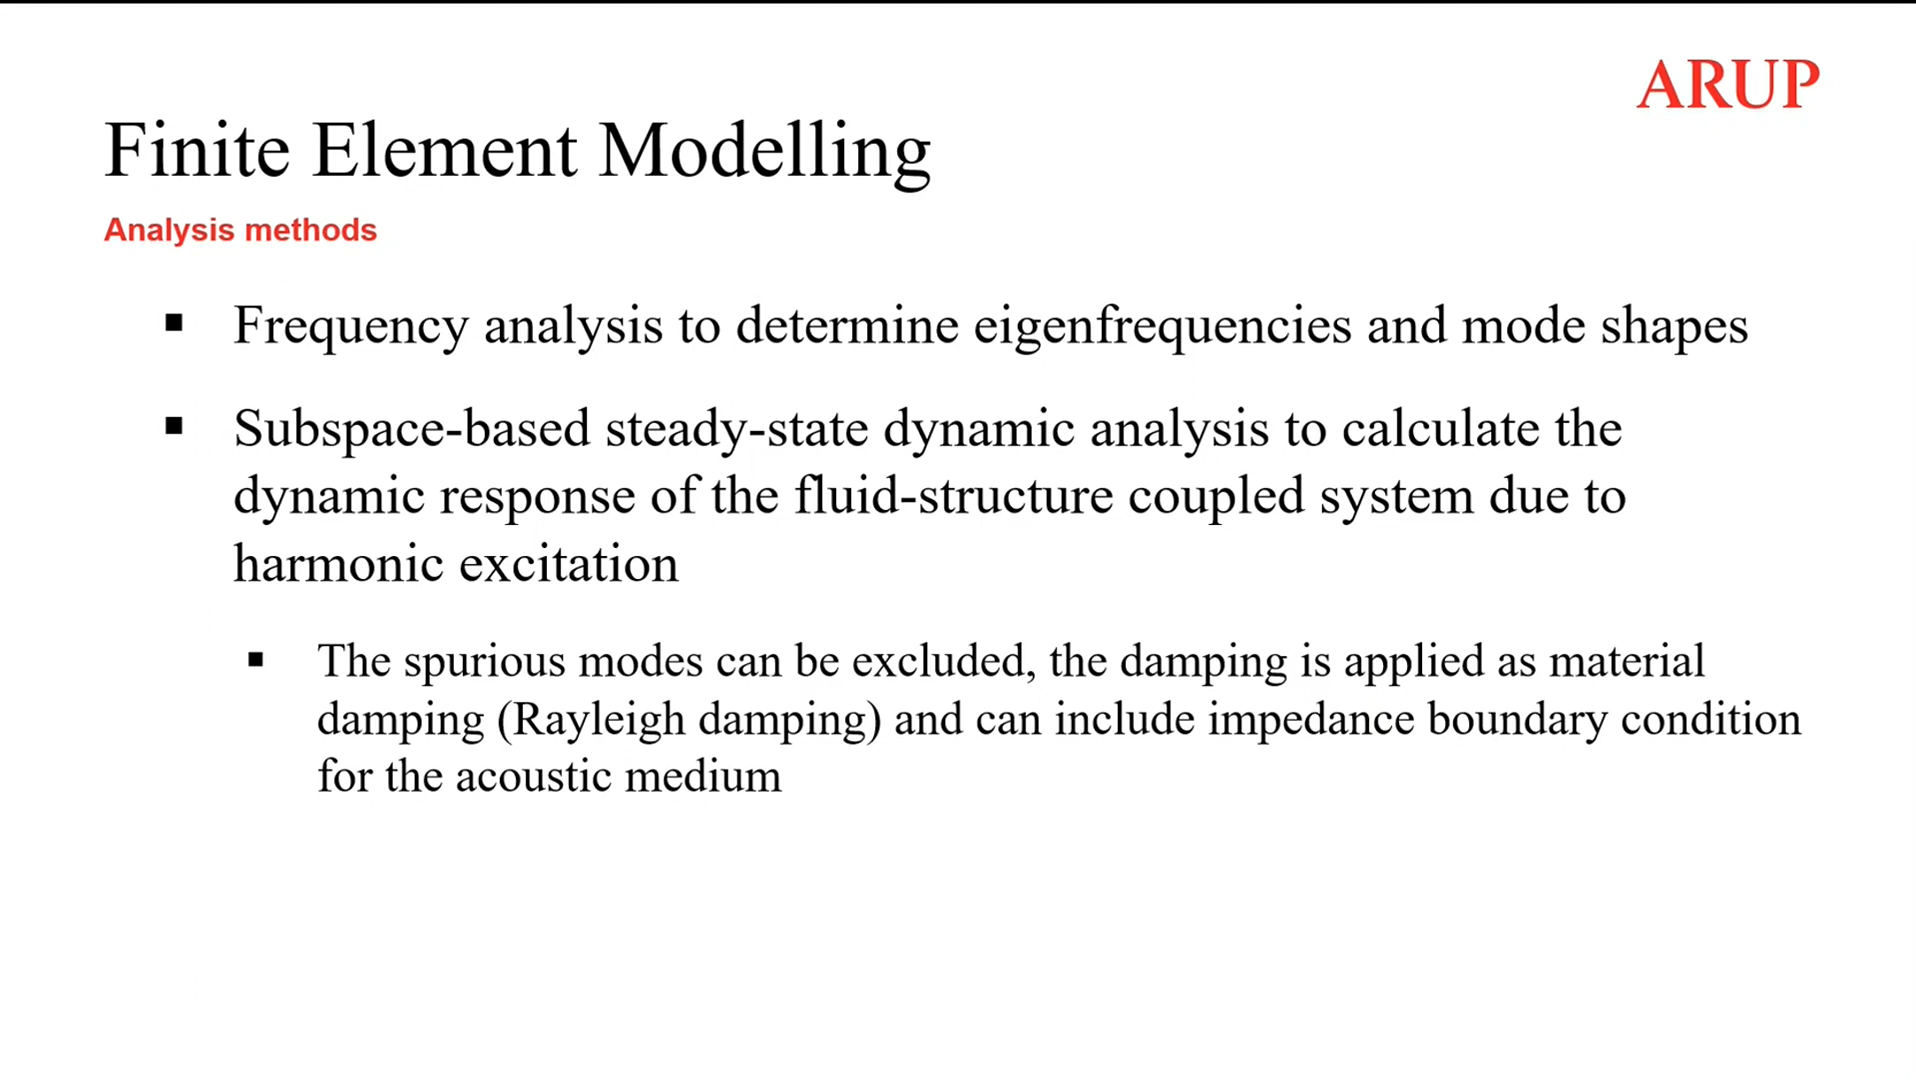 ARUP
Finite Element Modelling
Analysis methods
▪ Frequency analysis to determine eigenfrequencies and mode shapes
▪ Subspace-based steady-state dynamic analysis to calculate the
dynamic response of the fluid-structure coupled system due to
harmonic excitation
▪ The spurious modes can be excluded, the damping is applied as material
damping (Rayleigh damping) and can include impedance boundary condition
for the acoustic medium